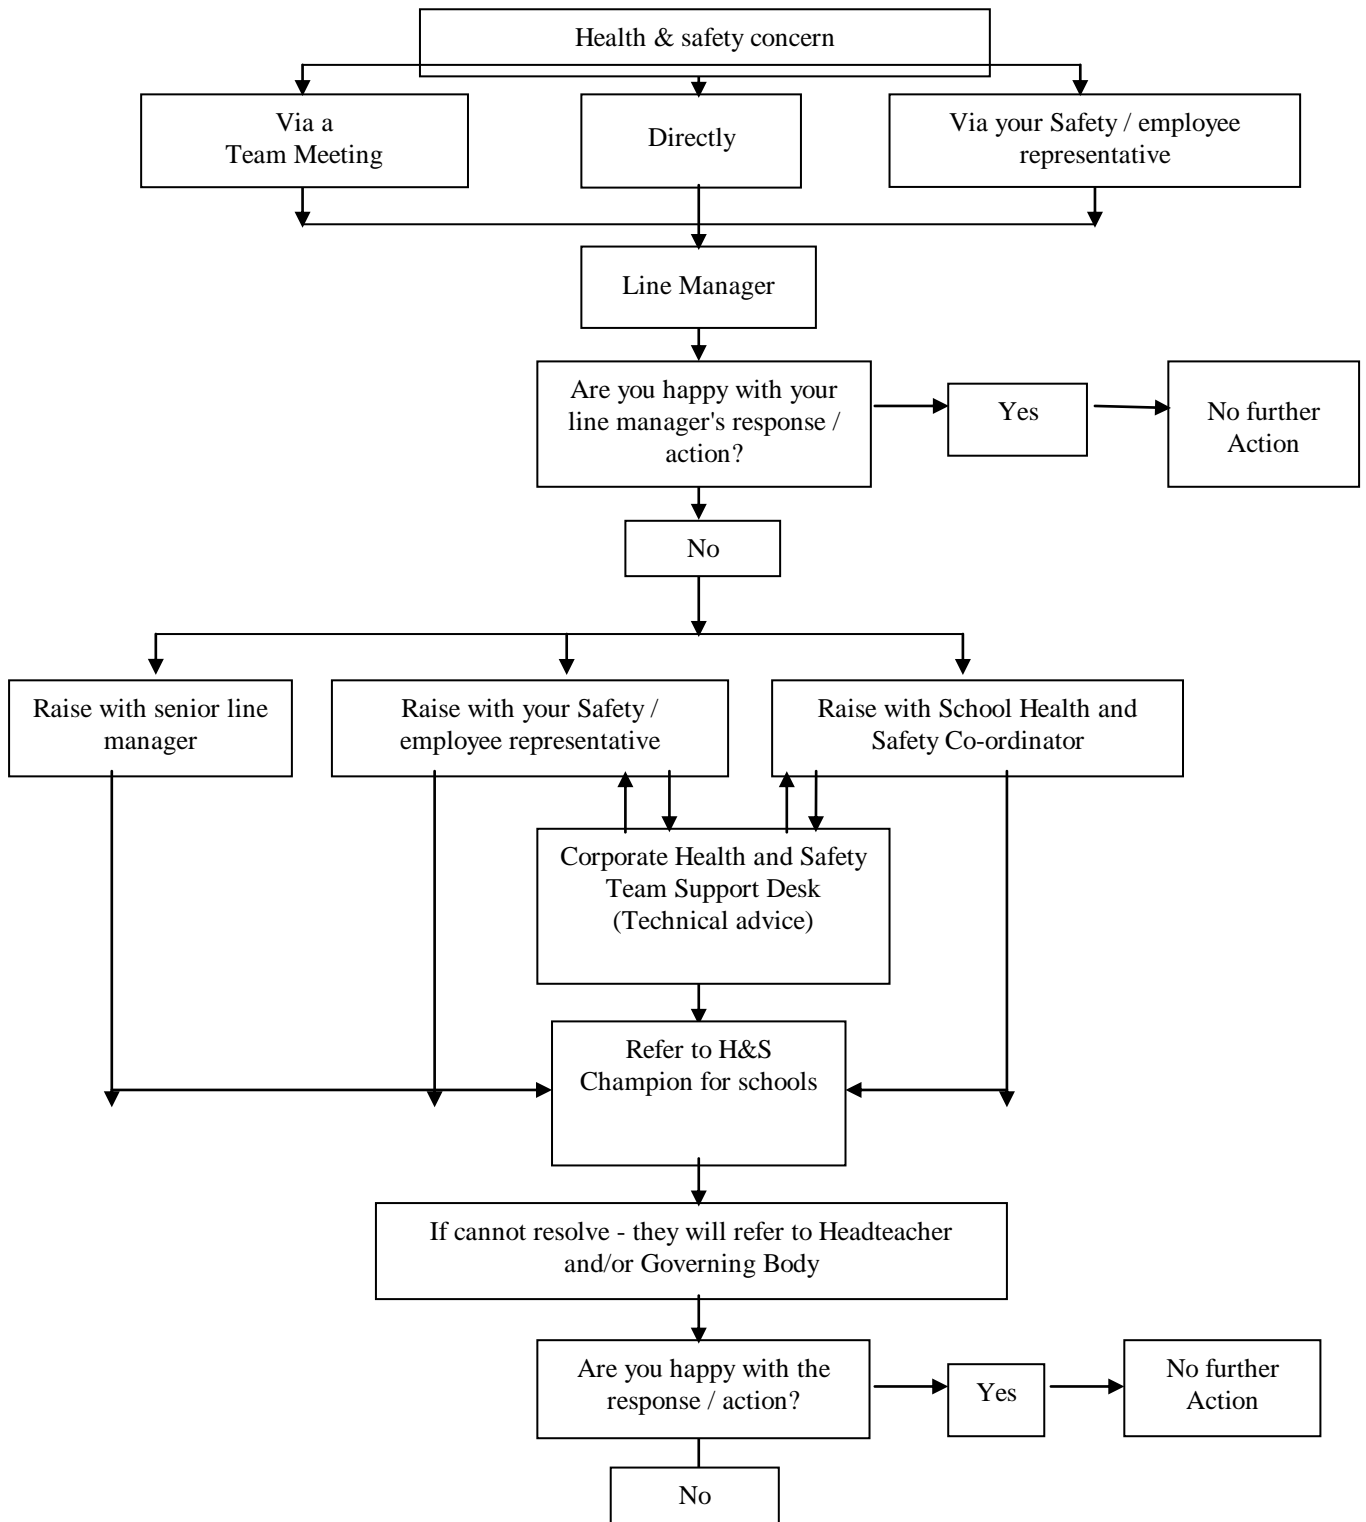 Health & safety concern
Via a
Team Meeting
Directly
Via your Safety / employee
representative
Line Manager
Are you happy with your
line manager's response /
action?
Yes
No further
Action
No
Raise with senior line
manager
Raise with your Safety /
employee representative
Raise with School Health and
Safety Co-ordinator
Corporate Health and Safety
Team Support Desk
(Technical advice)
Refer to H&S
Champion for schools
If cannot resolve - they will refer to Headteacher
and/or Governing Body
Are you happy with the
response / action?
Yes
No further
Action
No